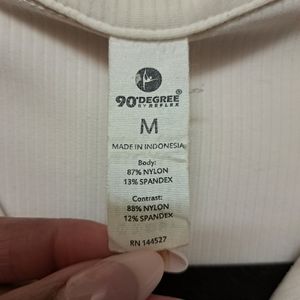 90°DEGREE
BY REFLEX
M
MADE IN INDONESIA
Body:
87% NYLON
13% SPANDEX
Contrast:
88% NYLON
12% SPANDEX
RN 144527